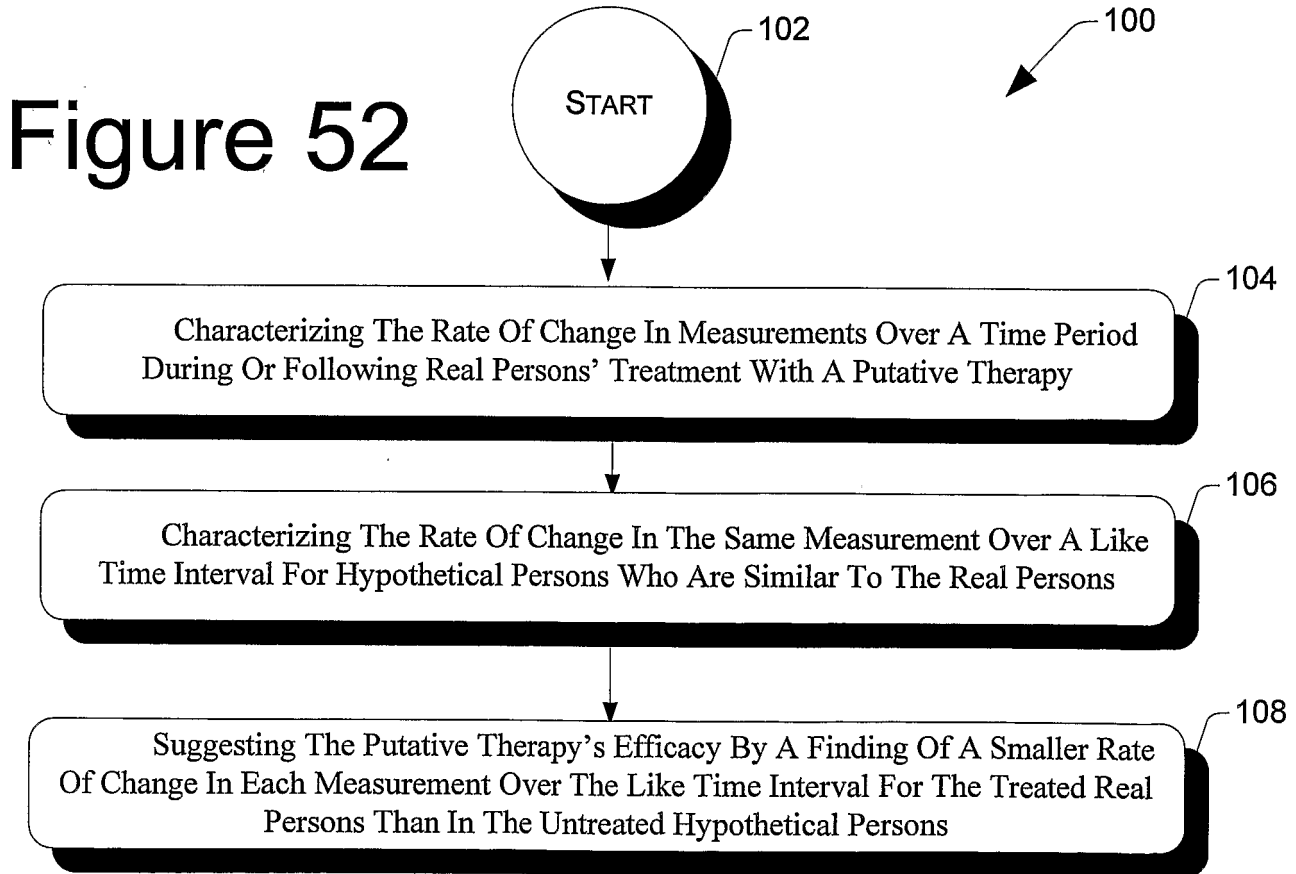 100
102
START
Figure 52
104
Characterizing The Rate Of Change In Measurements Over A Time Period
During Or Following Real Persons' Treatment With A Putative Therapy
106
Characterizing The Rate Of Change In The Same Measurement Over A Like
Time Interval For Hypothetical Persons Who Are Similar To The Real Persons
108
Suggesting The Putative Therapy's Efficacy By A Finding Of A Smaller Rate
Of Change In Each Measurement Over The Like Time Interval For The Treated Real
Persons Than In The Untreated Hypothetical Persons